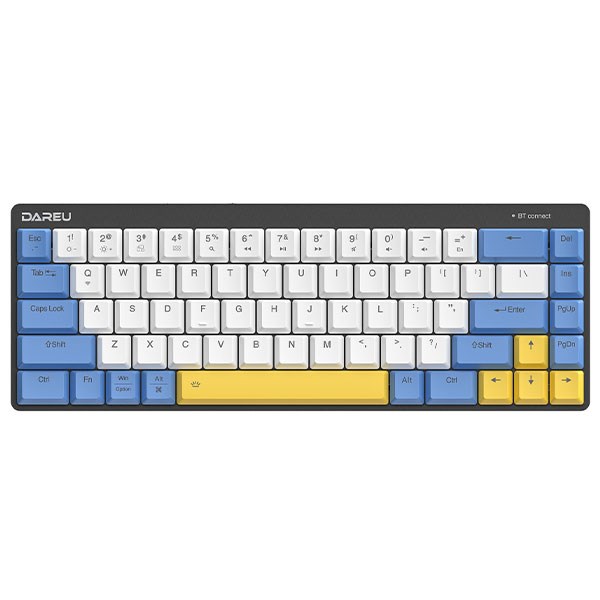 DAREU
BT connect
Esc 1! 2@ 3# 4$ 5% 6^ 7& 8* 9( 0) -_ =+ ← Del
Tab Q W E R T Y U I O P [ ] |\ Ins
Caps Lock A S D F G H J K L ;: '" Enter PgUp
⇧Shift Z X C V B N M <, >. ?/ ⇧Shift ↑ PgDn
Ctrl Fn Win Alt Alt Ctrl ← ↓ →